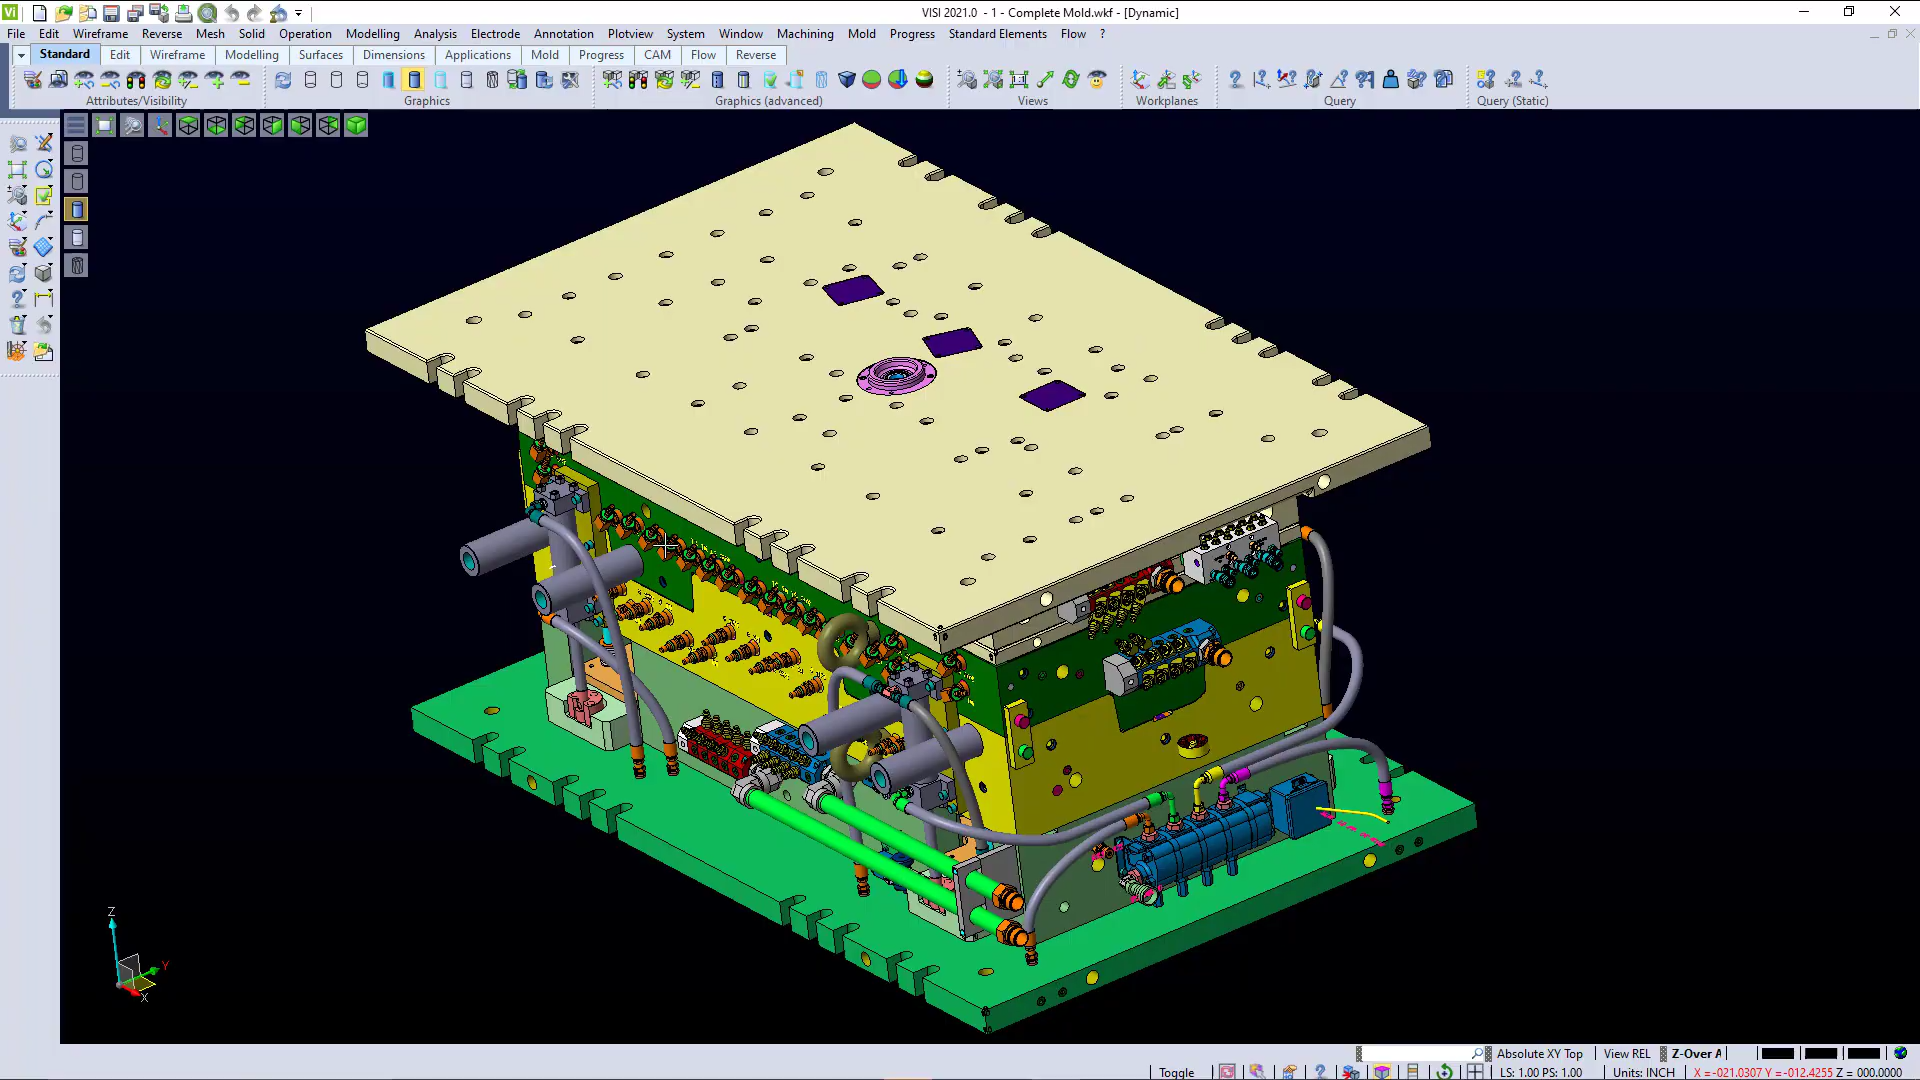 Vi VISI 2021.0 - 1 - Complete Mold.wkf - [Dynamic]
File Edit Wireframe Reverse Mesh Solid Operation Modelling Analysis Electrode Annotation Plotview System Window Machining Mold Progress Standard Elements Flow ?
Standard Edit Wireframe Modelling Surfaces Dimensions Applications Mold Progress CAM Flow Reverse
Attributes/Visibility Graphics Graphics (advanced) Views Workplanes Query Query (Static)
Z
Y
X
Absolute XY Top View REL Z-Over A
Toggle LS: 1.00 PS: 1.00 Units: INCH X =-021.0307 Y =-012.4255 Z = 000.0000